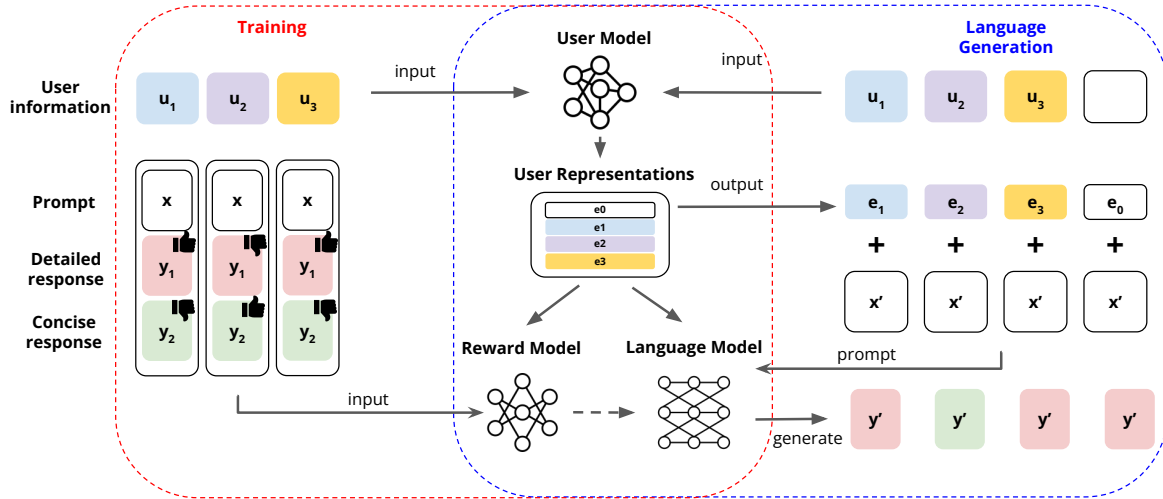 Training
User Model
Language
Generation
input
input
User
information
u1
u2
u3
u1
u2
u3
User Representations
output
Prompt
x
x
x
e0
e1
e2
e3
e1
e2
e3
e0
+
+
+
+
Detailed
response
y1
y1
y1
x’
x’
x’
x’
Concise
response
y2
y2
y2
Reward Model
Language Model
prompt
input
generate
y’
y’
y’
y’